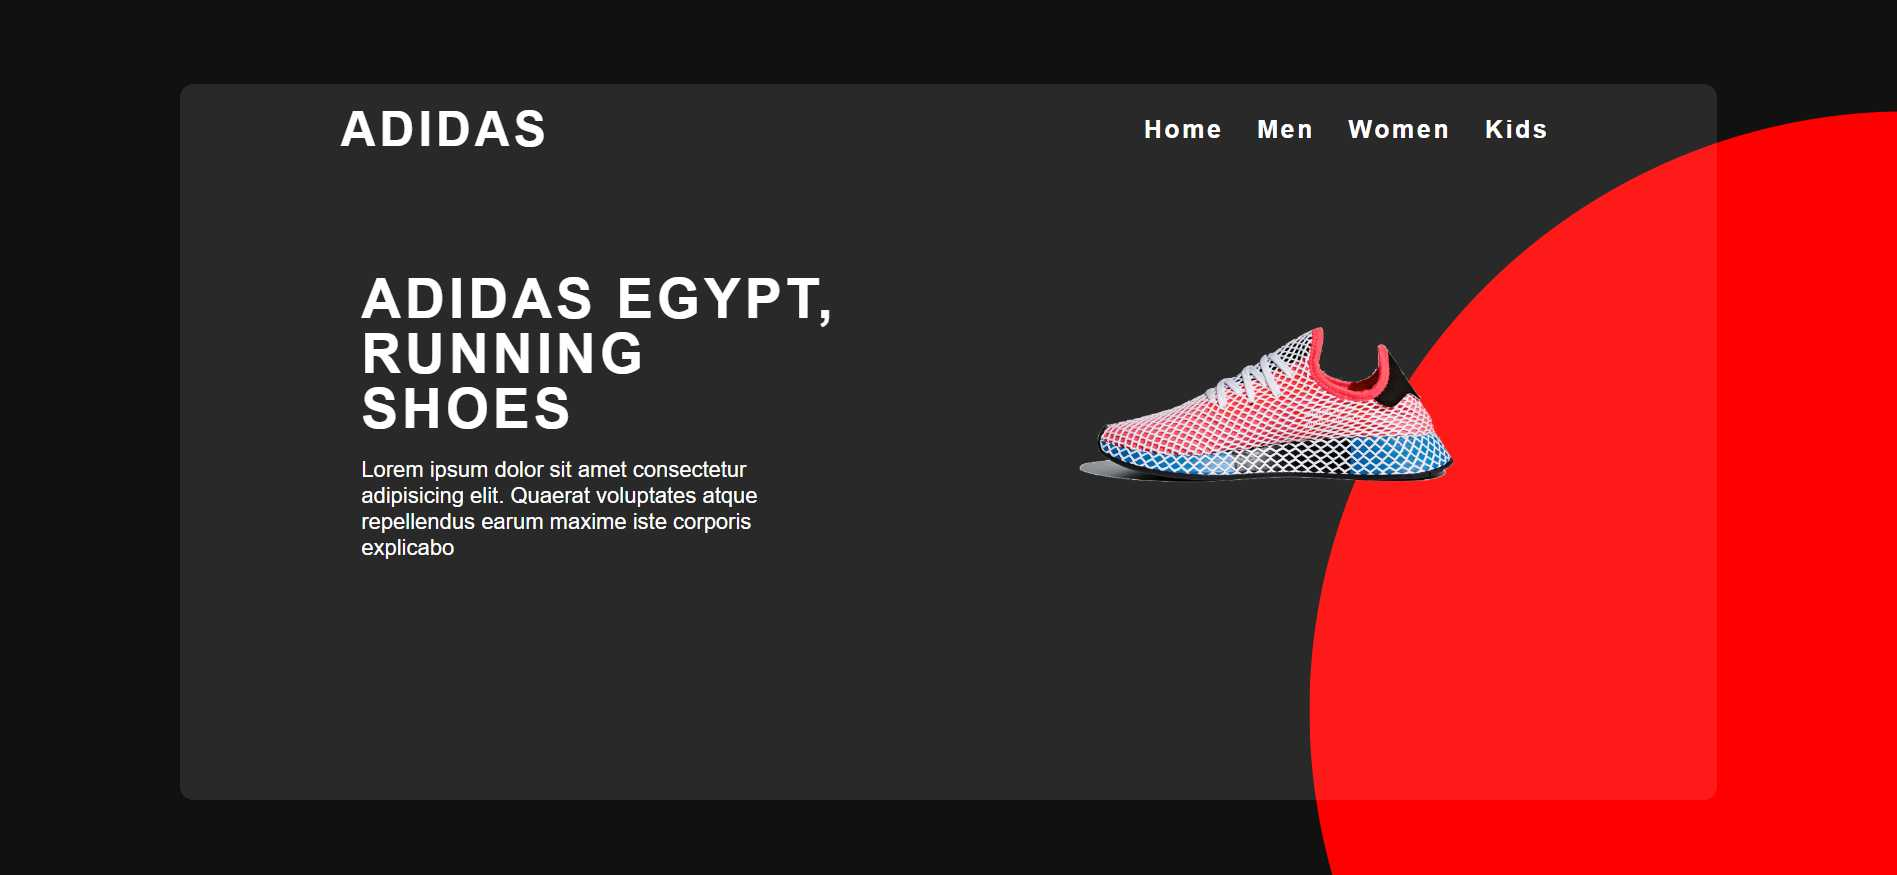 ADIDAS
Home Men Women Kids
ADIDAS EGYPT,
RUNNING
SHOES
Lorem ipsum dolor sit amet consectetur
adipisicing elit. Quaerat voluptates atque
repellendus earum maxime iste corporis
explicabo